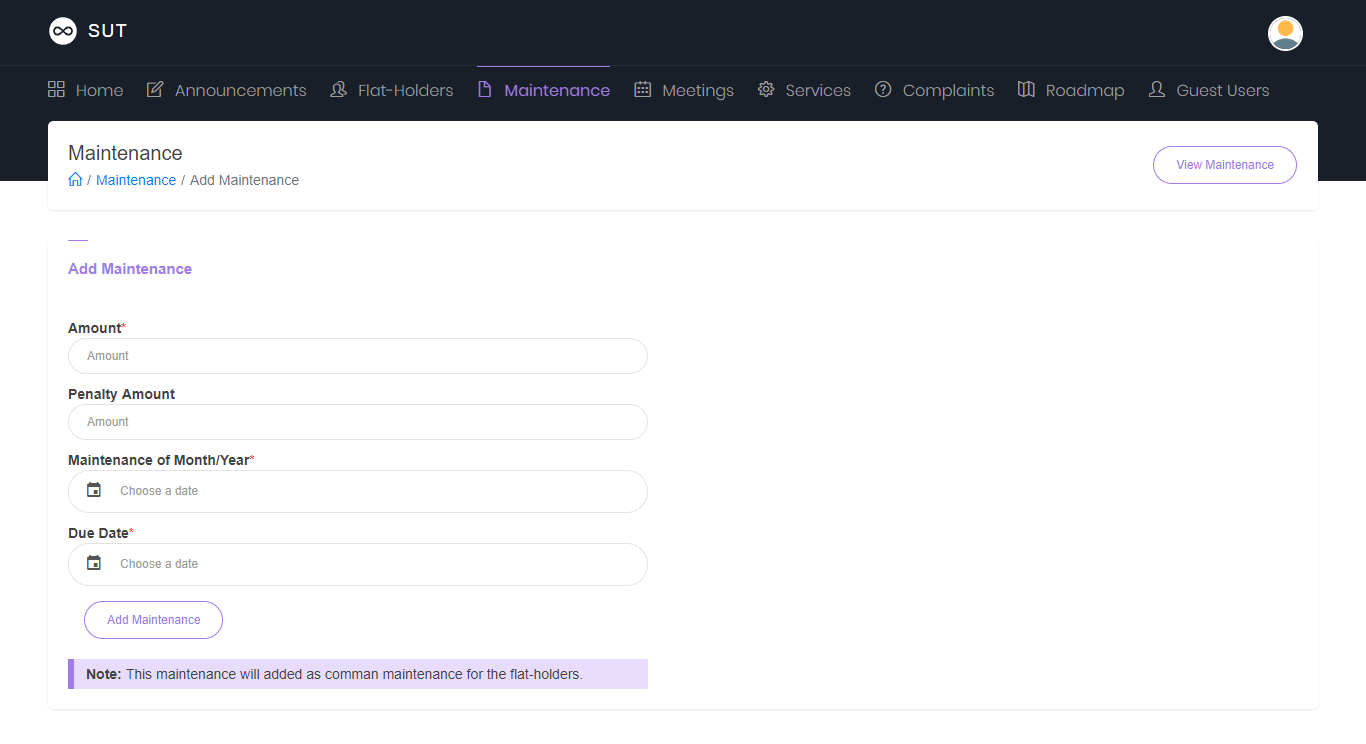 SUT
Home Announcements Flat-Holders Maintenance Meetings Services Complaints Roadmap Guest Users
Maintenance
/ Maintenance / Add Maintenance
View Maintenance
Add Maintenance
Amount*
Amount
Penalty Amount
Amount
Maintenance of Month/Year*
Choose a date
Due Date*
Choose a date
Add Maintenance
Note: This maintenance will added as comman maintenance for the flat-holders.